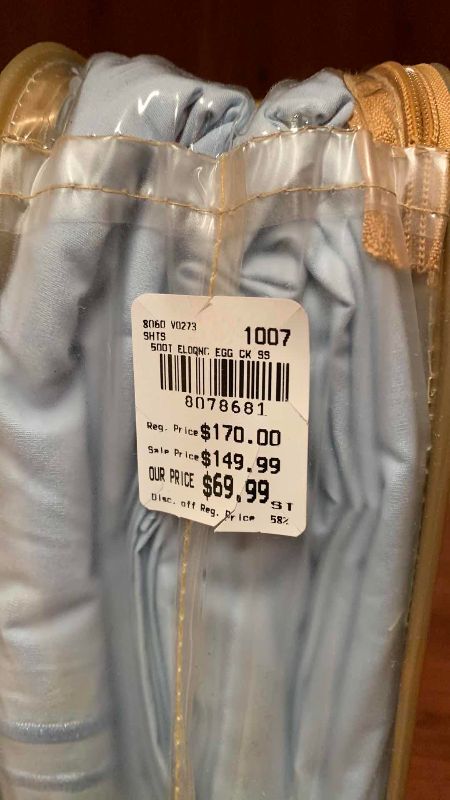 8060 V0273
SHTS 1007
500T ELOQNC EGG CK 99
8078681
Reg. Price $170.00
Sale Price $149.99
OUR PRICE $69.99 ST
Disc. off Reg. Price 58%